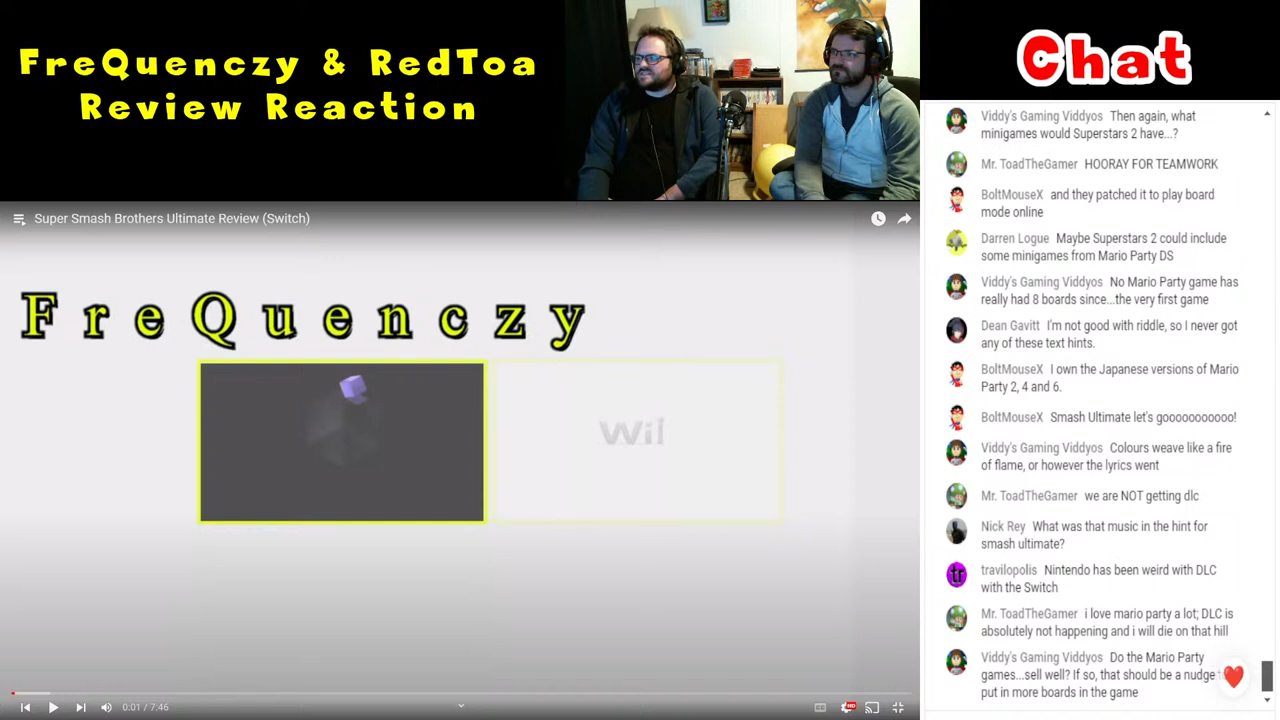 FreQuenczy & RedToa
Review Reaction
Chat
Super Smash Brothers Ultimate Review (Switch)
FreQuenczy
Wii
0:01 / 7:46
HD
Viddy's Gaming Viddyos Then again, what
minigames would Superstars 2 have...?
Mr. ToadTheGamer HOORAY FOR TEAMWORK
BoltMouseX and they patched it to play board
mode online
Darren Logue Maybe Superstars 2 could include
some minigames from Mario Party DS
Viddy's Gaming Viddyos No Mario Party game has
really had 8 boards since...the very first game
Dean Gavitt I'm not good with riddle, so I never got
any of these text hints.
BoltMouseX I own the Japanese versions of Mario
Party 2, 4 and 6.
BoltMouseX Smash Ultimate let's gooooooooooo!
Viddy's Gaming Viddyos Colours weave like a fire
of flame, or however the lyrics went
Mr. ToadTheGamer we are NOT getting dlc
Nick Rey What was that music in the hint for
smash ultimate?
tr
travilopolis Nintendo has been weird with DLC
with the Switch
Mr. ToadTheGamer i love mario party a lot; DLC is
absolutely not happening and i will die on that hill
Viddy's Gaming Viddyos Do the Mario Party
games...sell well? If so, that should be a nudge
put in more boards in the game